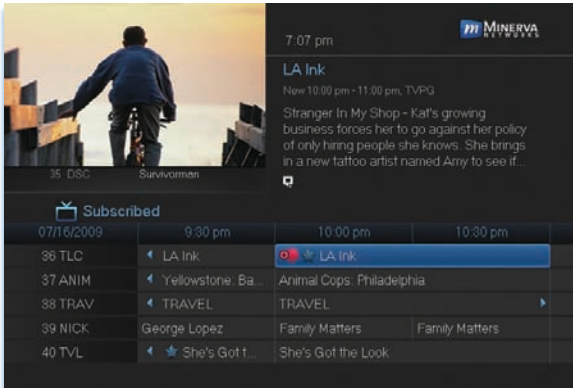 7:07 pm
m MINERVA
NETWORKS
LA Ink
New 10:00 pm - 11:00 pm, TVPG
Stranger In My Shop - Kat's growing
business forces her to go against her policy
of only hiring people she knows. She brings
in a new tattoo artist named Amy to see if...
35 DSC Survivorman
Subscribed
07/16/2009 9:30 pm 10:00 pm 10:30 pm
36 TLC LA Ink LA Ink
37 ANIM Yellowstone: Ba... Animal Cops: Philadelphia
38 TRAV TRAVEL TRAVEL
39 NICK George Lopez Family Matters Family Matters
40 TVL She's Got t... She's Got the Look